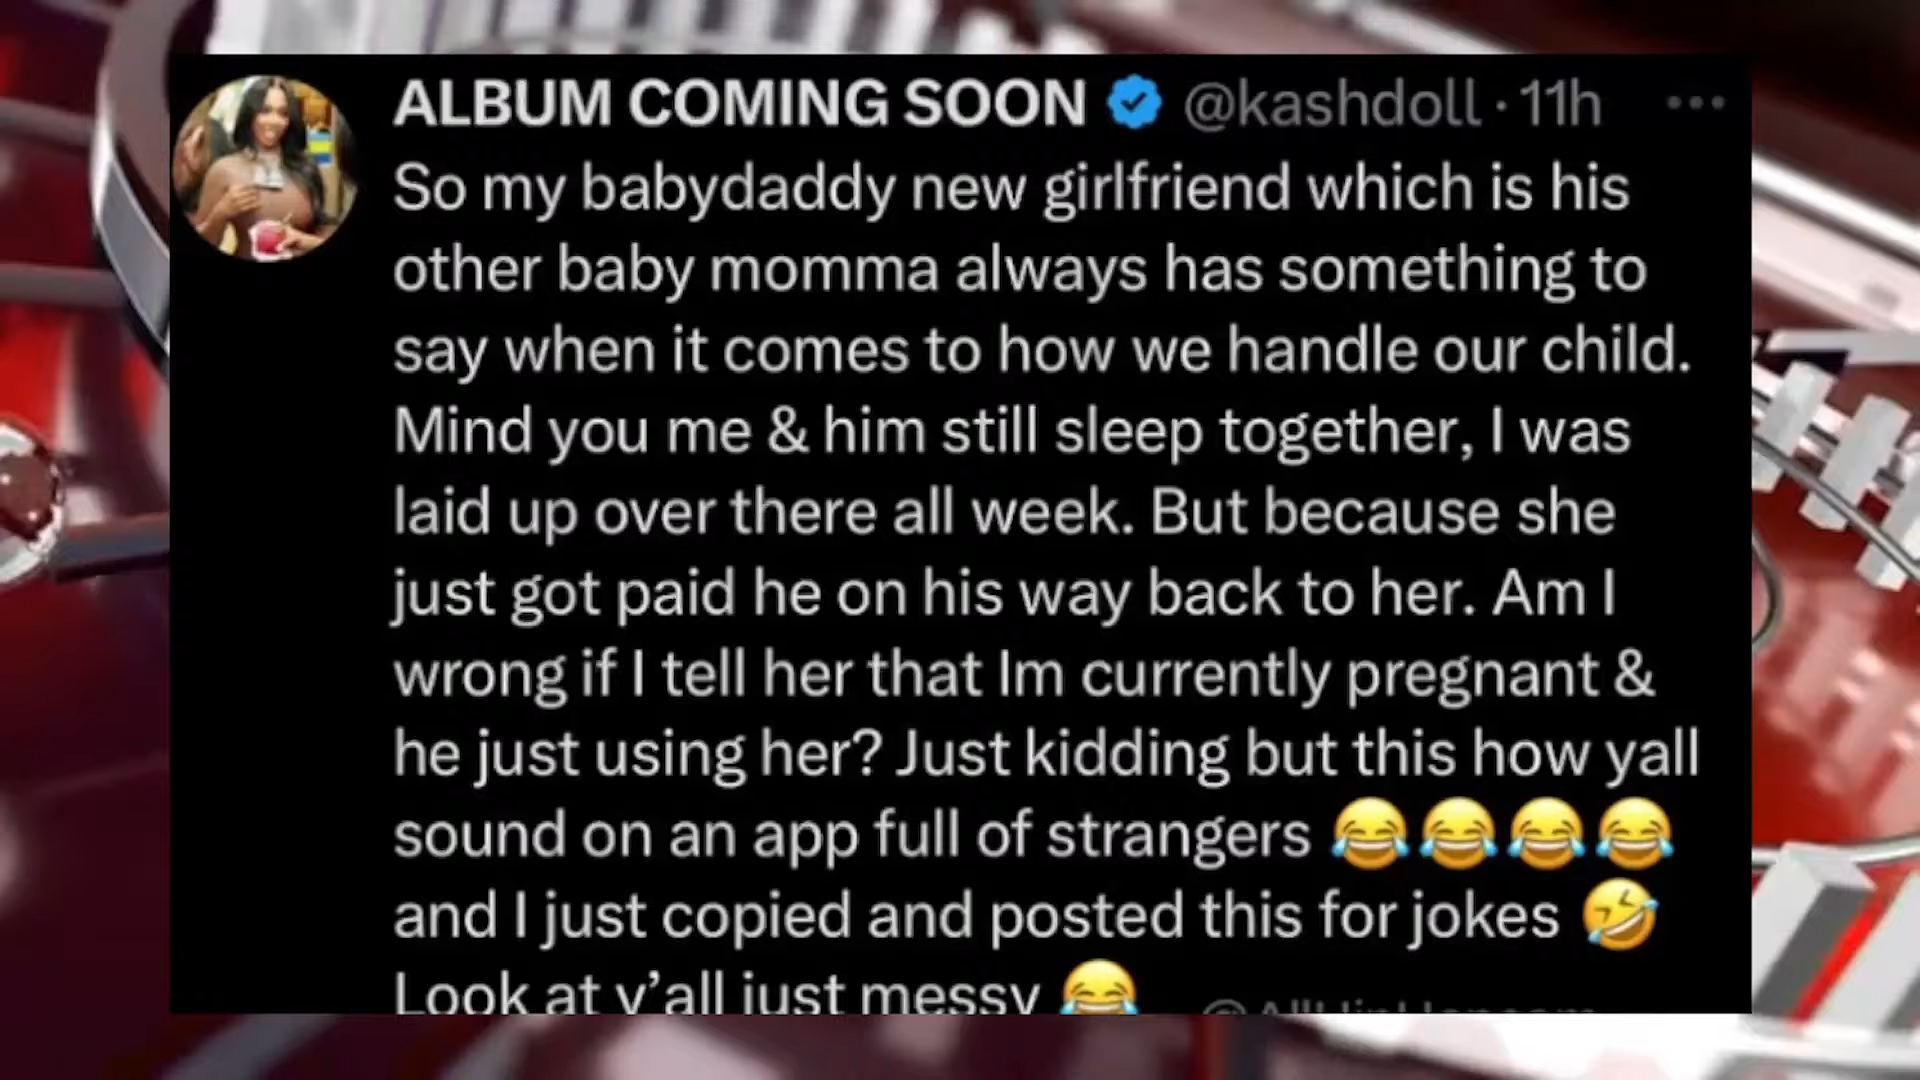 ALBUM COMING SOON @kashdoll · 11h
So my babydaddy new girlfriend which is his
other baby momma always has something to
say when it comes to how we handle our child.
Mind you me & him still sleep together, I was
laid up over there all week. But because she
just got paid he on his way back to her. Am I
wrong if I tell her that Im currently pregnant &
he just using her? Just kidding but this how yall
sound on an app full of strangers 😂😂😂😂
and I just copied and posted this for jokes 🤣
Look at y’all just messy 😂